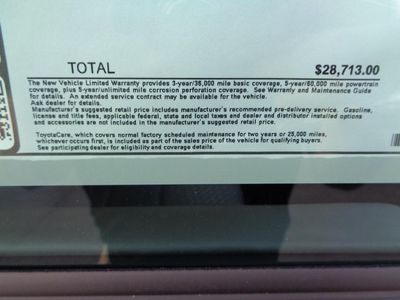 TOTAL $28,713.00
The New Vehicle Limited Warranty provides 3-year/36,000 mile basic coverage, 5-year/60,000 mile powertrain
coverage, plus 5-year/unlimited mile corrosion perforation coverage. See Warranty and Maintenance Guide
for details. An extended service contract may be available for the vehicle.
Ask dealer for details.
Manufacturer's suggested retail price includes manufacturer's recommended pre-delivery service. Gasoline,
license and title fees, applicable federal, state and local taxes and dealer and distributor installed options
and accessories are not included in the manufacturer's suggested retail price.
ToyotaCare, which covers normal factory scheduled maintenance for two years or 25,000 miles,
whichever occurs first, is included as part of the sales price of the vehicle for qualifying buyers.
See participating dealer for eligibility and coverage details.